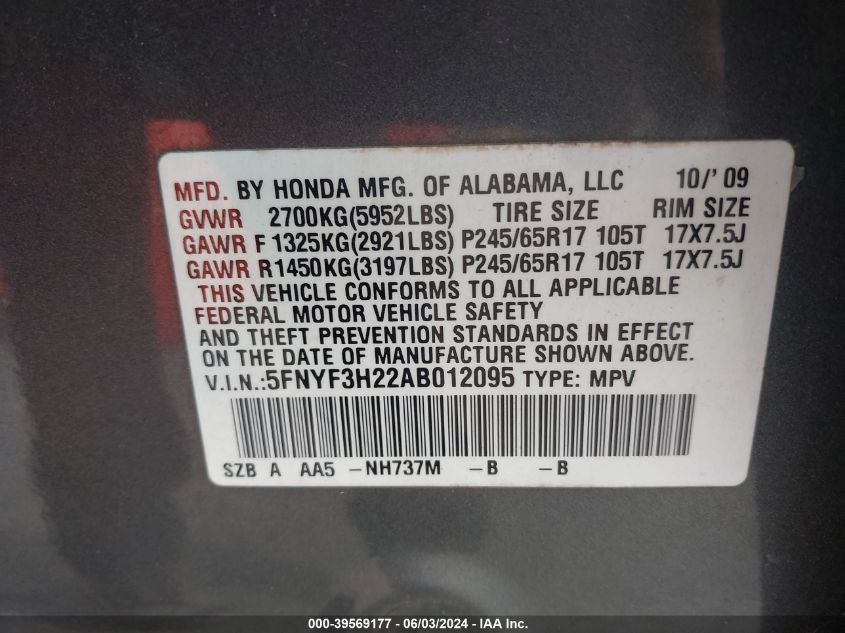 MFD. BY HONDA MFG. OF ALABAMA, LLC 10/'09
GVWR 2700KG(5952LBS) TIRE SIZE RIM SIZE
GAWR F 1325KG(2921LBS) P245/65R17 105T 17X7.5J
GAWR R1450KG(3197LBS) P245/65R17 105T 17X7.5J
THIS VEHICLE CONFORMS TO ALL APPLICABLE
FEDERAL MOTOR VEHICLE SAFETY
AND THEFT PREVENTION STANDARDS IN EFFECT
ON THE DATE OF MANUFACTURE SHOWN ABOVE.
V.I.N.:5FNYF3H22AB012095 TYPE: MPV
SZB A AA5 -NH737M -B -B
000-39569177 - 06/03/2024 - IAA Inc.